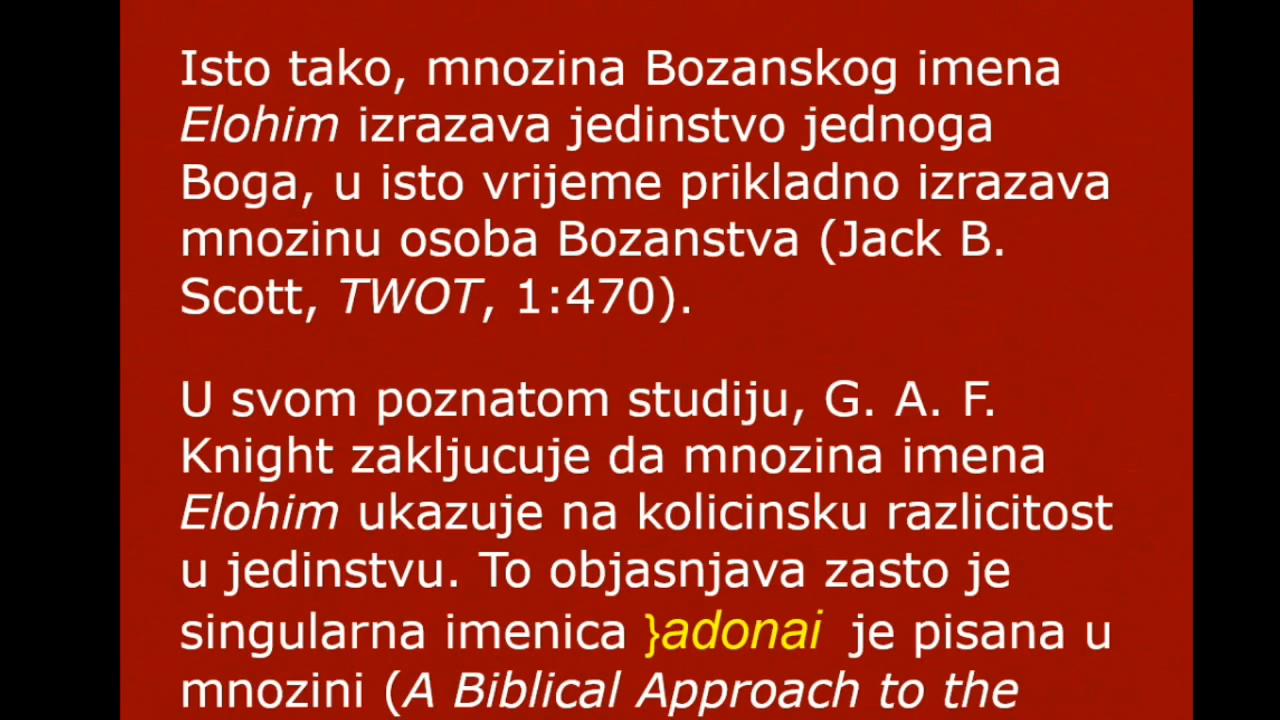 Isto tako, mnozina Bozanskog imena
Elohim izrazava jedinstvo jednoga
Boga, u isto vrijeme prikladno izrazava
mnozinu osoba Bozanstva (Jack B.
Scott, TWOT, 1:470).
U svom poznatom studiju, G. A. F.
Knight zakljucuje da mnozina imena
Elohim ukazuje na kolicinsku razlicitost
u jedinstvu. To objasnjava zasto je
singularna imenica }adonai je pisana u
mnozini (A Biblical Approach to the